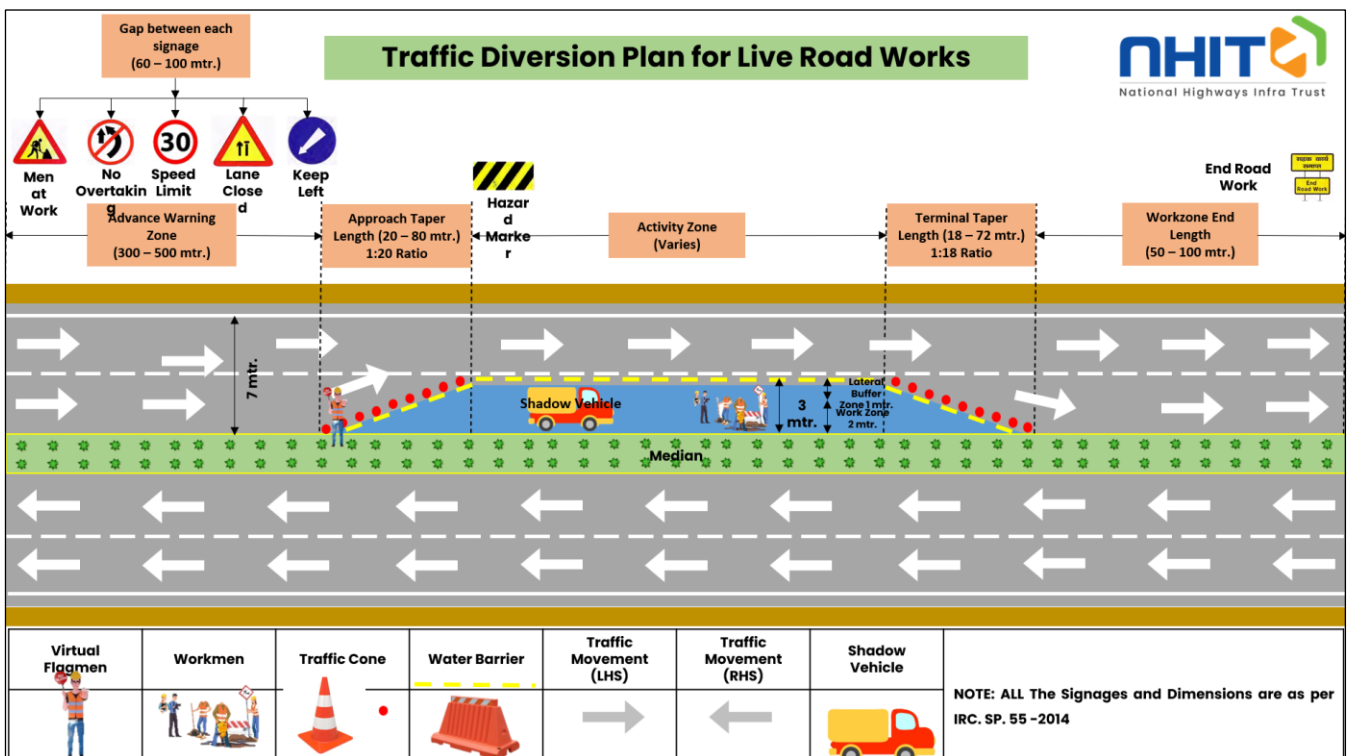 Gap between each
signage
(60 – 100 mtr.)
Traffic Diversion Plan for Live Road Works
NHIT
National Highways Infra Trust
30
Men
at
Work
No
Overtakin
g
Speed
Limit
Lane
Close
d
Keep
Left
Hazar
d
Marke
r
End Road
Work
सड़क कार्य
समाप्त
End
Road Work
Advance Warning
Zone
(300 – 500 mtr.)
Approach Taper
Length (20 – 80 mtr.)
1:20 Ratio
Activity Zone
(Varies)
Terminal Taper
Length (18 – 72 mtr.)
1:18 Ratio
Workzone End
Length
(50 – 100 mtr.)
7 mtr.
Shadow Vehicle
3
mtr.
Lateral
Buffer
Zone 1 mtr.
Work Zone
2 mtr.
Median
Virtual
Flagmen
Workmen
Traffic Cone
Water Barrier
Traffic
Movement
(LHS)
Traffic
Movement
(RHS)
Shadow
Vehicle
NOTE: ALL The Signages and Dimensions are as per
IRC. SP. 55 -2014